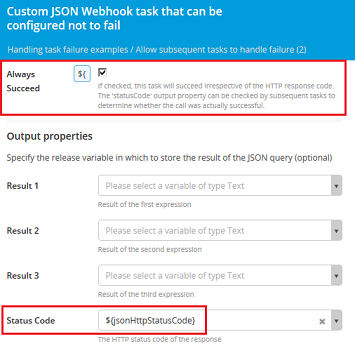 Custom JSON Webhook task that can be
configured not to fail
Handling task failure examples / Allow subsequent tasks to handle failure (2)
Always
Succeed
${
If checked, this task will succeed irrespective of the HTTP response code.
The 'statusCode' output property can be checked by subsequent tasks to
determine whether the call was actually successful.
Output properties
Specify the release variable in which to store the result of the JSON query (optional)
Result 1
Please select a variable of type Text
Result of the first expression
Result 2
Please select a variable of type Text
Result of the second expression
Result 3
Please select a variable of type Text
Result of the third expression
Status Code
${jsonHttpStatusCode}
The HTTP status code of the response